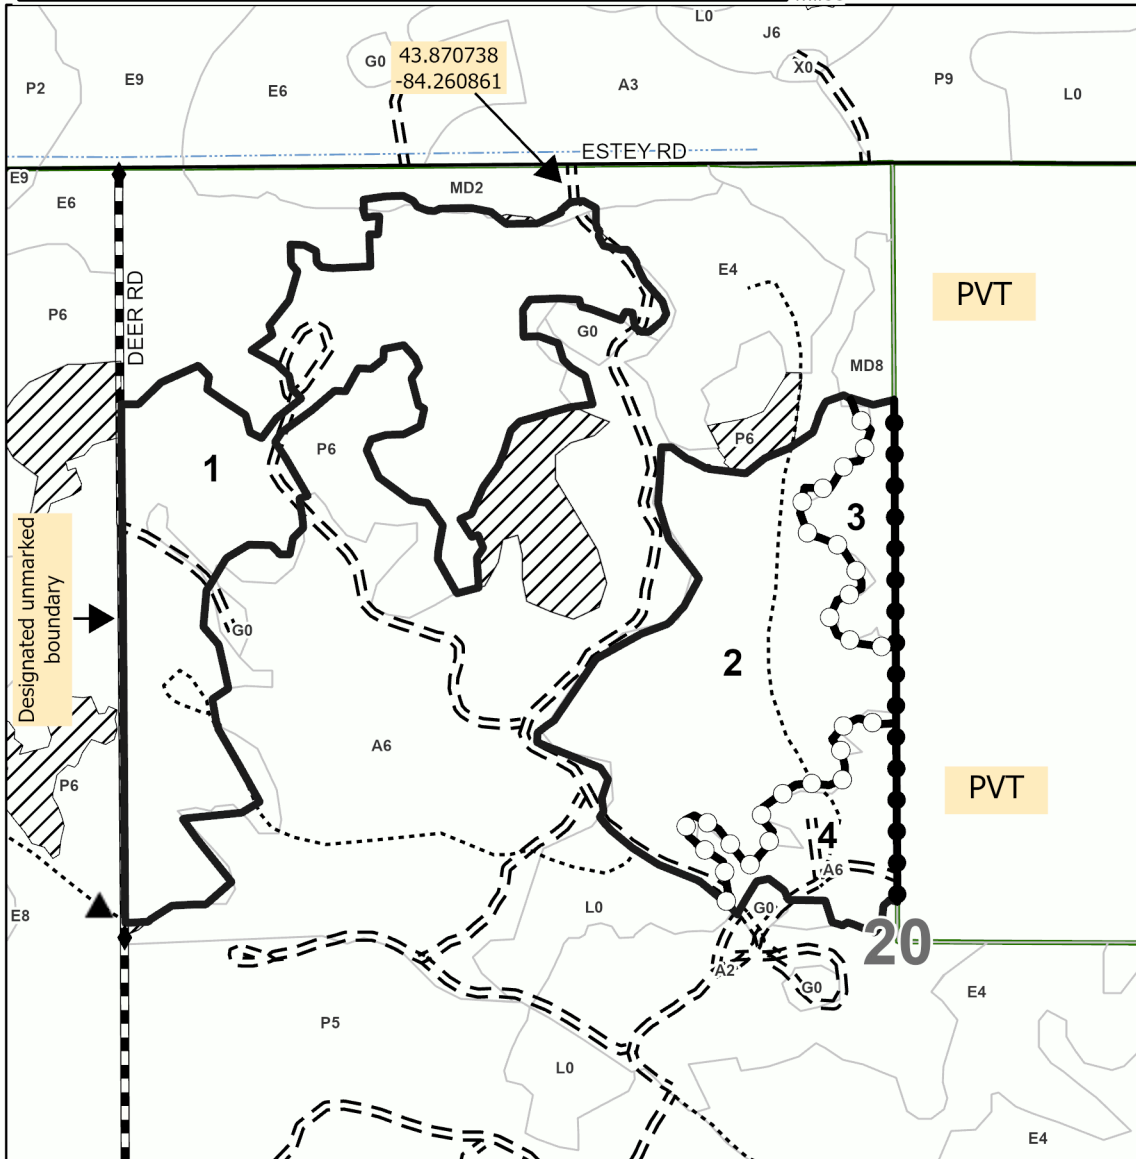 L0
J6
G0
43.870738
-84.260861
X0
P2
E9
E6
A3
P9
L0
ESTEY RD
E9
MD2
E6
E4
PVT
DEER RD
P6
G0
MD8
P6
P6
1
3
Designated unmarked
boundary
G0
2
A6
P6
PVT
4
A6
E8
L0
G0
20
A2
G0
E4
P5
L0
E4